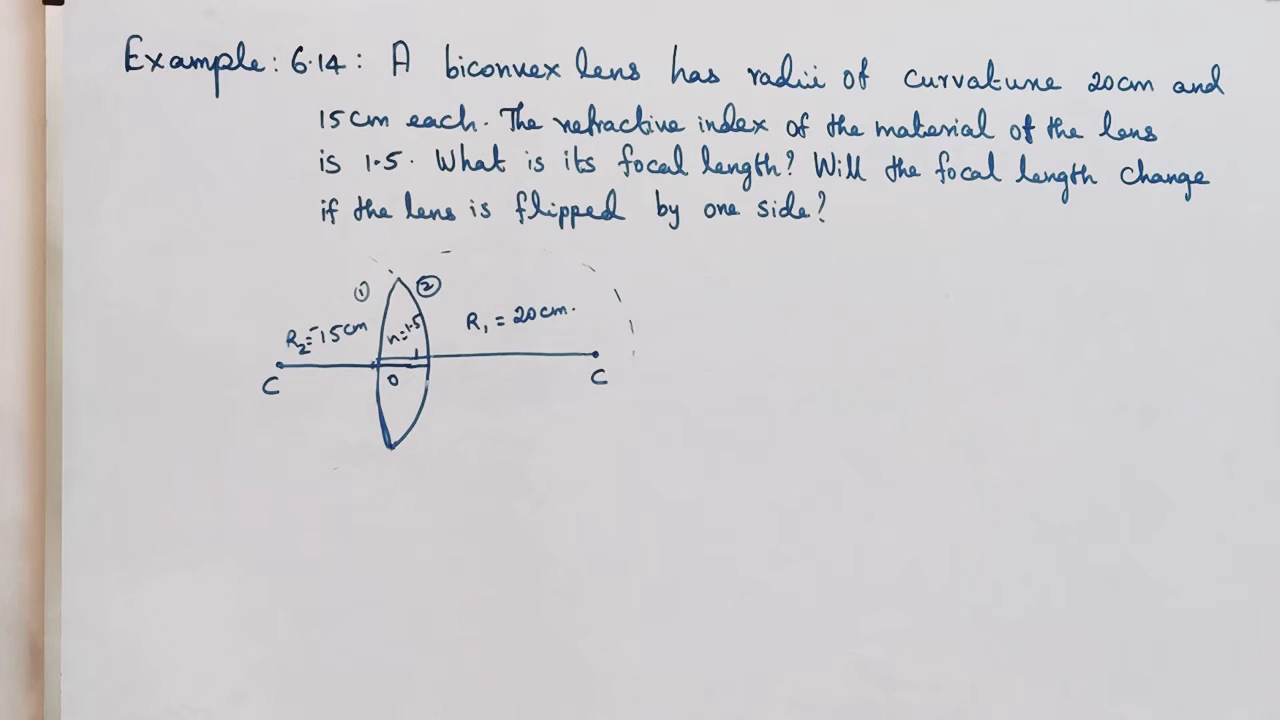 Example: 6.14: A biconvex lens has radii of curvature 20cm and
15cm each. The refractive index of the material of the lens
is 1.5. What is its focal length? Will the focal length change
if the lens is flipped by one side?
① ②
R₂=-15cm n=1.5 R₁ = 20cm.
C O C